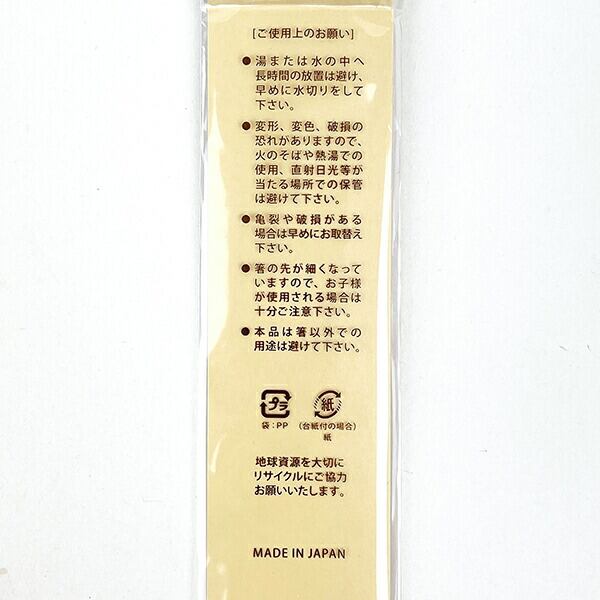 [ご使用上のお願い]
●湯または水の中へ
長時間の放置は避け、
早めに水切りをして
下さい。
●変形、変色、破損の
恐れがありますので、
火のそばや熱湯での
使用、直射日光等が
当たる場所での保管
は避けて下さい。
●亀裂や破損がある
場合は早めにお取替え
下さい。
●箸の先が細くなって
いますので、お子様
が使用される場合は
十分ご注意下さい。
●本品は箸以外での
用途は避けて下さい。
プラ
紙
袋：PP
(台紙付の場合)
紙
地球資源を大切に
リサイクルにご協力
お願いいたします。
MADE IN JAPAN